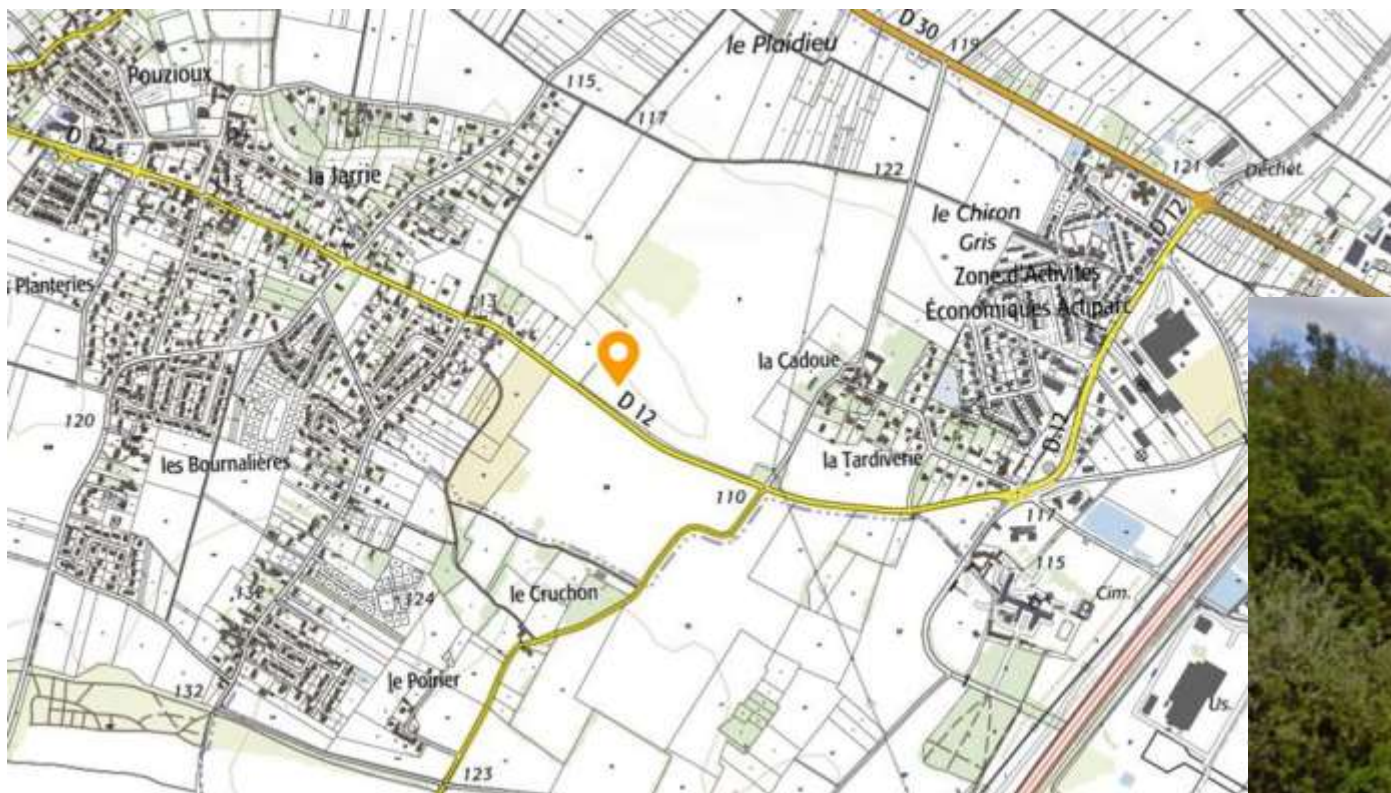 D 30
119
le Plaidieu
Pouzioux
115
117
122
121
Déchet.
D 12
la Jarrie
le Chiron
Gris
D 12
Zone d'Activités
Économiques Actiparc
Planteries
113
la Cadoue
D 12
120
D 12
les Bournalières
la Tardiverie
110
117
115
Cim.
124
le Cruchon
le Poirier
132
Us.
123